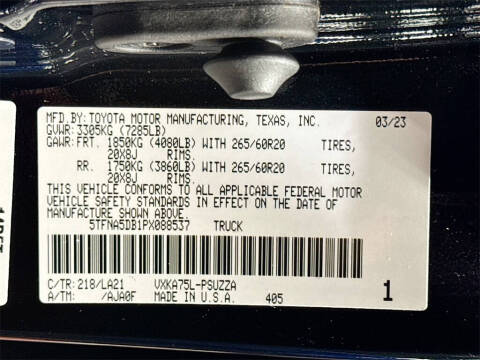 MFD.BY:TOYOTA MOTOR MANUFACTURING, TEXAS, INC. 03/23
GVWR:3305KG (7285LB)
GAWR:FRT. 1850KG (4080LB) WITH 265/60R20 TIRES,
20X8J RIMS.
RR. 1750KG (3860LB) WITH 265/60R20 TIRES,
20X8J RIMS.
THIS VEHICLE CONFORMS TO ALL APPLICABLE FEDERAL MOTOR
VEHICLE SAFETY STANDARDS IN EFFECT ON THE DATE OF
MANUFACTURE SHOWN ABOVE.
5TFNA5DB1PX088537 TRUCK
C/TR: 218/LA21 VXKA75L-PSUZZA
A/TM: /AJA0F MADE IN U.S.A. 405 1